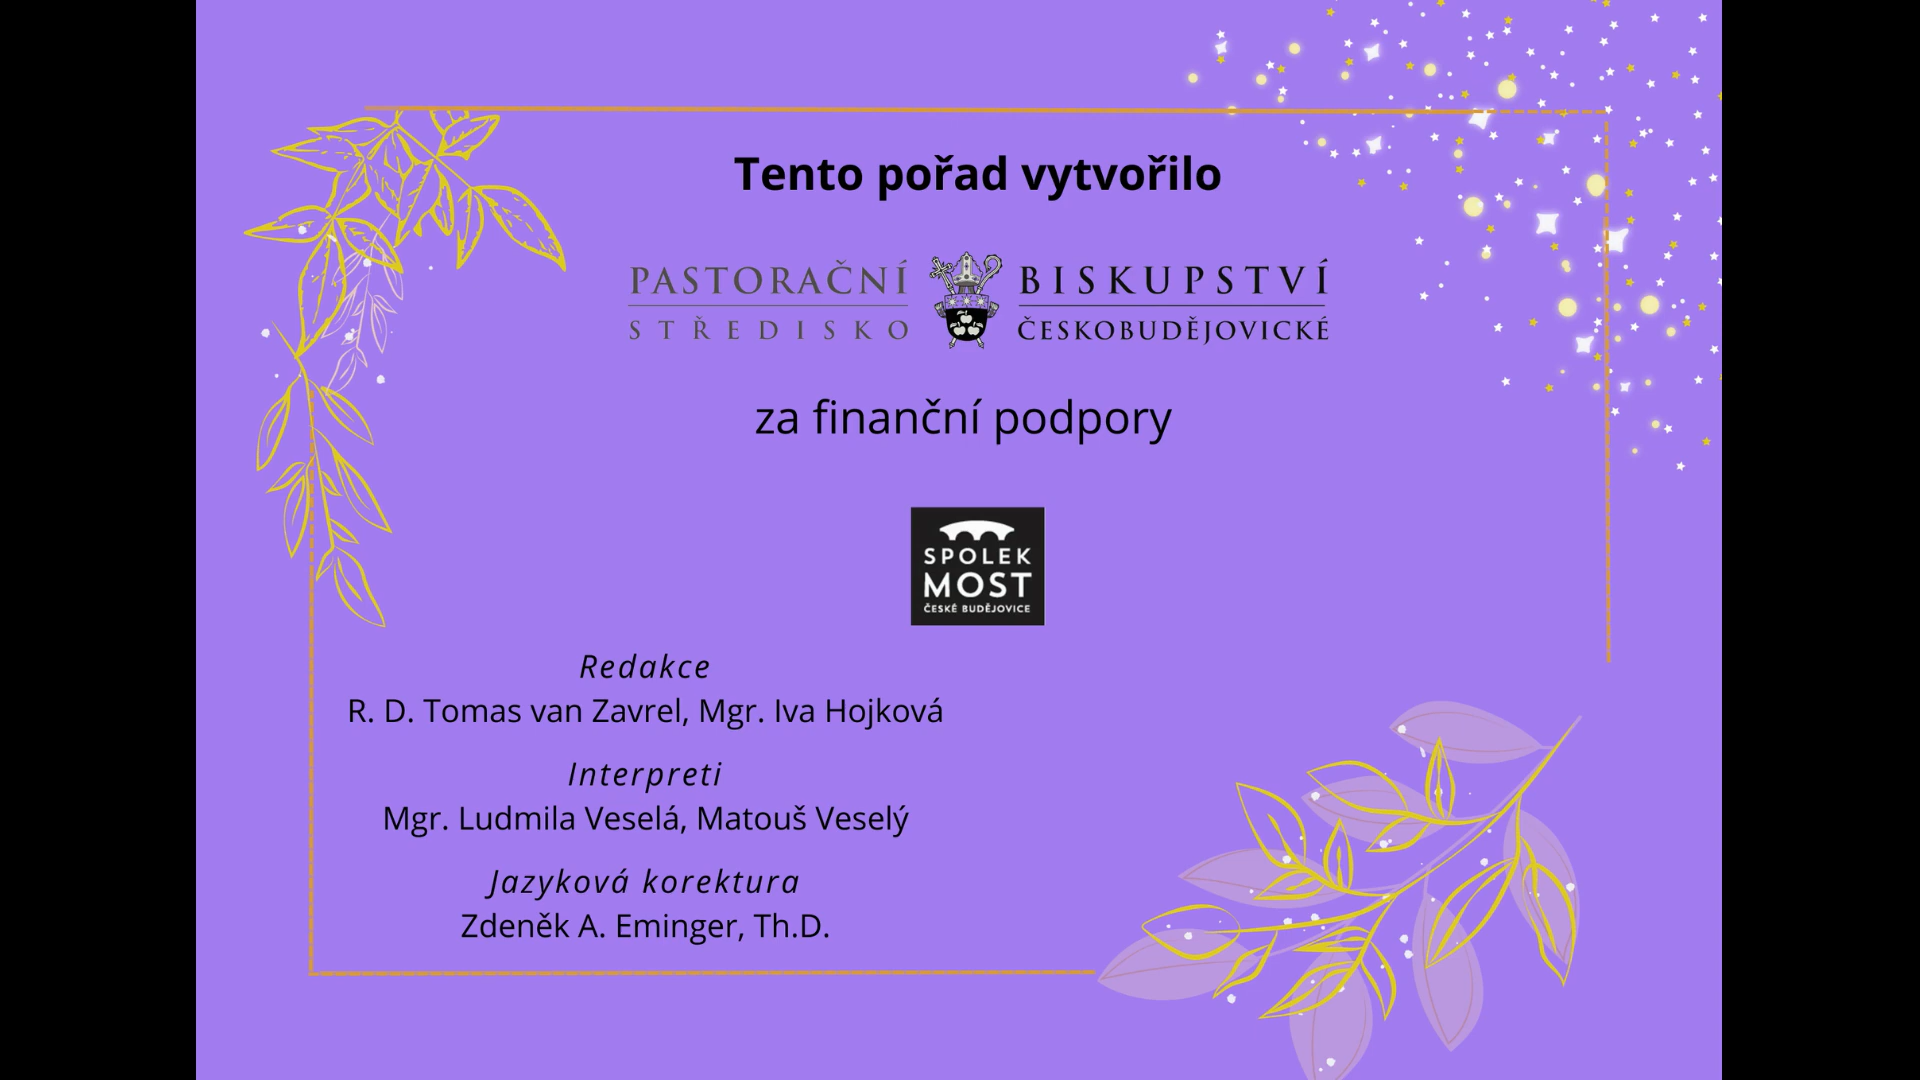 Tento pořad vytvořilo
PASTORAČNÍ
STŘEDISKO
BISKUPSTVÍ
ČESKOBUDĚJOVICKÉ
za finanční podpory
SPOLEK
MOST
ČESKÉ BUDĚJOVICE
Redakce
R. D. Tomas van Zavrel, Mgr. Iva Hojková
Interpreti
Mgr. Ludmila Veselá, Matouš Veselý
Jazyková korektura
Zdeněk A. Eminger, Th.D.